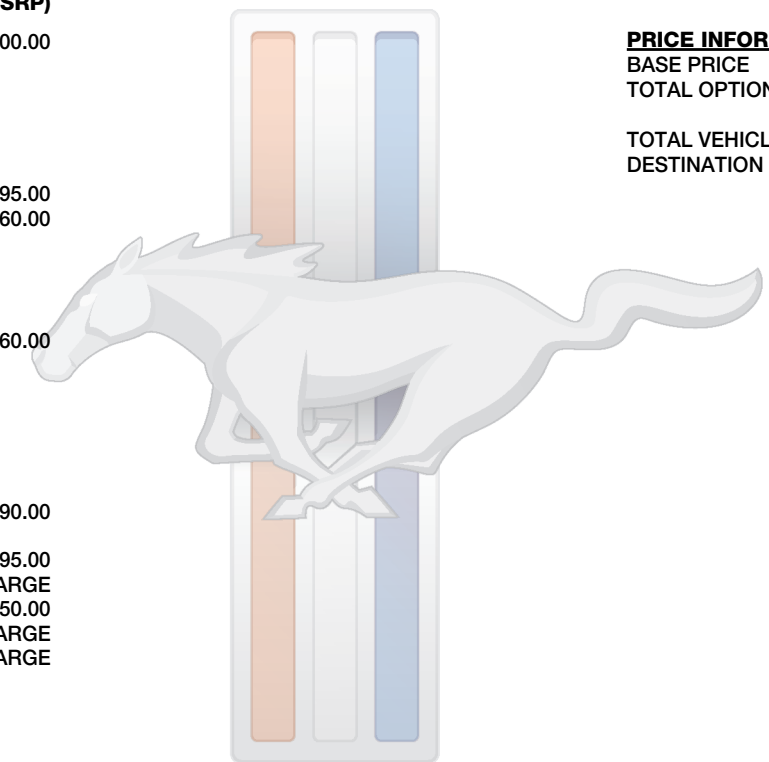 SRP)
00.00
95.00
60.00
60.00
90.00
95.00
ARGE
50.00
ARGE
ARGE
PRICE INFOR
BASE PRICE
TOTAL OPTION
TOTAL VEHICL
DESTINATION